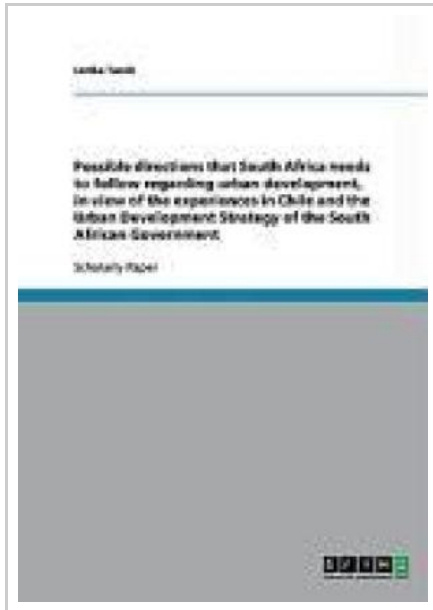 Possible directions that South Africa needs
to follow regarding urban development,
in view of the experiences in Chile and the
Urban Development Strategy of the South
African Government
Scholarly Paper
GRIN